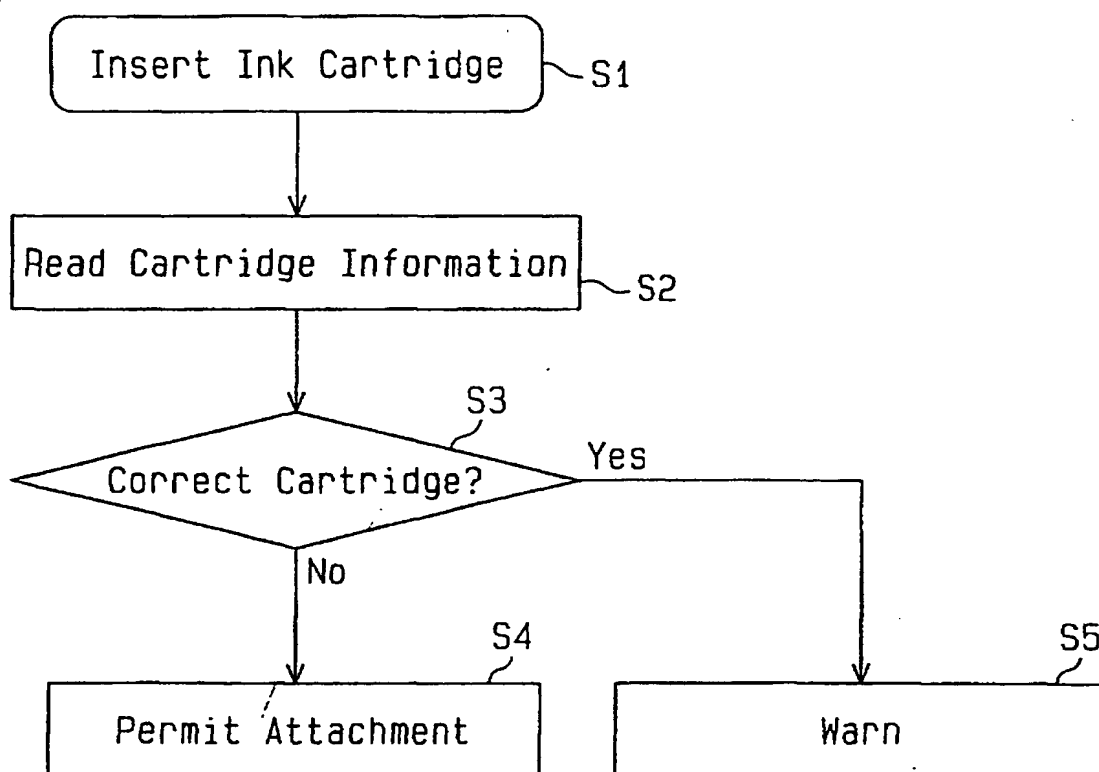 Insert Ink Cartridge
S1
Read Cartridge Information
S2
S3
Correct Cartridge?
Yes
No
S4
S5
Permit Attachment
Warn